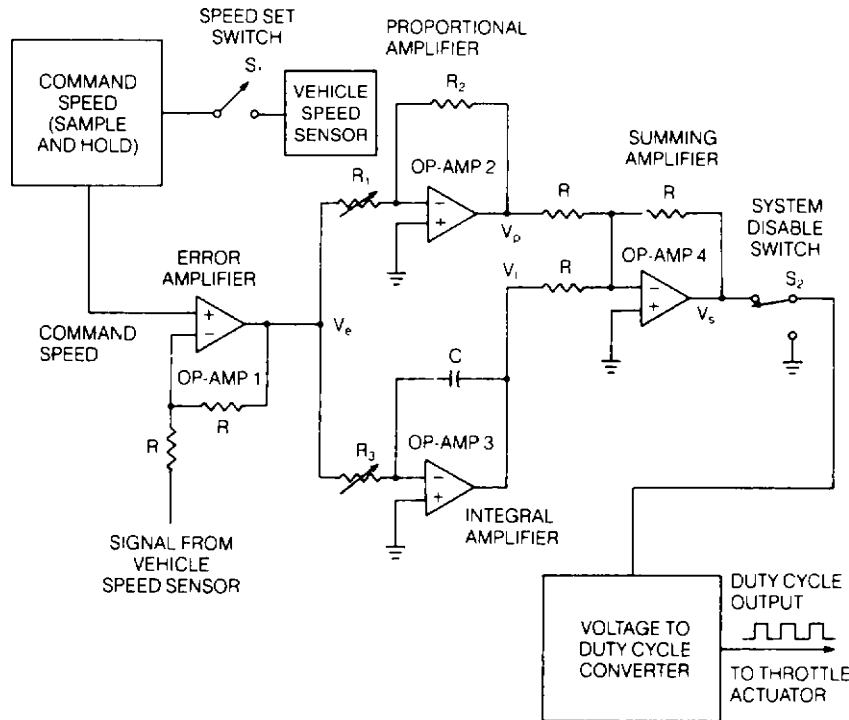 SPEED SET
SWITCH
S₁
COMMAND
SPEED
(SAMPLE
AND HOLD)
VEHICLE
SPEED
SENSOR
PROPORTIONAL
AMPLIFIER
R₂
R₁
OP-AMP 2
−
+
Vₚ
SUMMING
AMPLIFIER
R
R
R
OP-AMP 4
−
+
Vₛ
SYSTEM
DISABLE
SWITCH
S₂
ERROR
AMPLIFIER
+
−
COMMAND
SPEED
OP-AMP 1
R
R
Vₑ
V₁
C
R₃
OP-AMP 3
−
+
INTEGRAL
AMPLIFIER
SIGNAL FROM
VEHICLE
SPEED SENSOR
VOLTAGE TO
DUTY CYCLE
CONVERTER
DUTY CYCLE
OUTPUT
TO THROTTLE
ACTUATOR